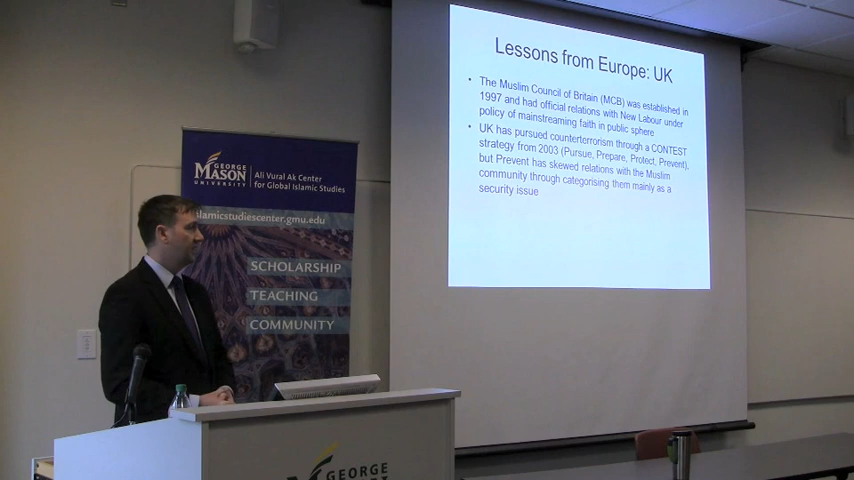 Lessons from Europe: UK
• The Muslim Council of Britain (MCB) was established in
1997 and had official relations with New Labour under
policy of mainstreaming faith in public sphere
• UK has pursued counterterrorism through a CONTEST
strategy from 2003 (Pursue, Prepare, Protect, Prevent),
but Prevent has skewed relations with the Muslim
community through categorising them mainly as a
security issue
GEORGE
MASON
UNIVERSITY
Ali Vural Ak Center
for Global Islamic Studies
islamicstudiescenter.gmu.edu
SCHOLARSHIP
TEACHING
COMMUNITY
GEORGE